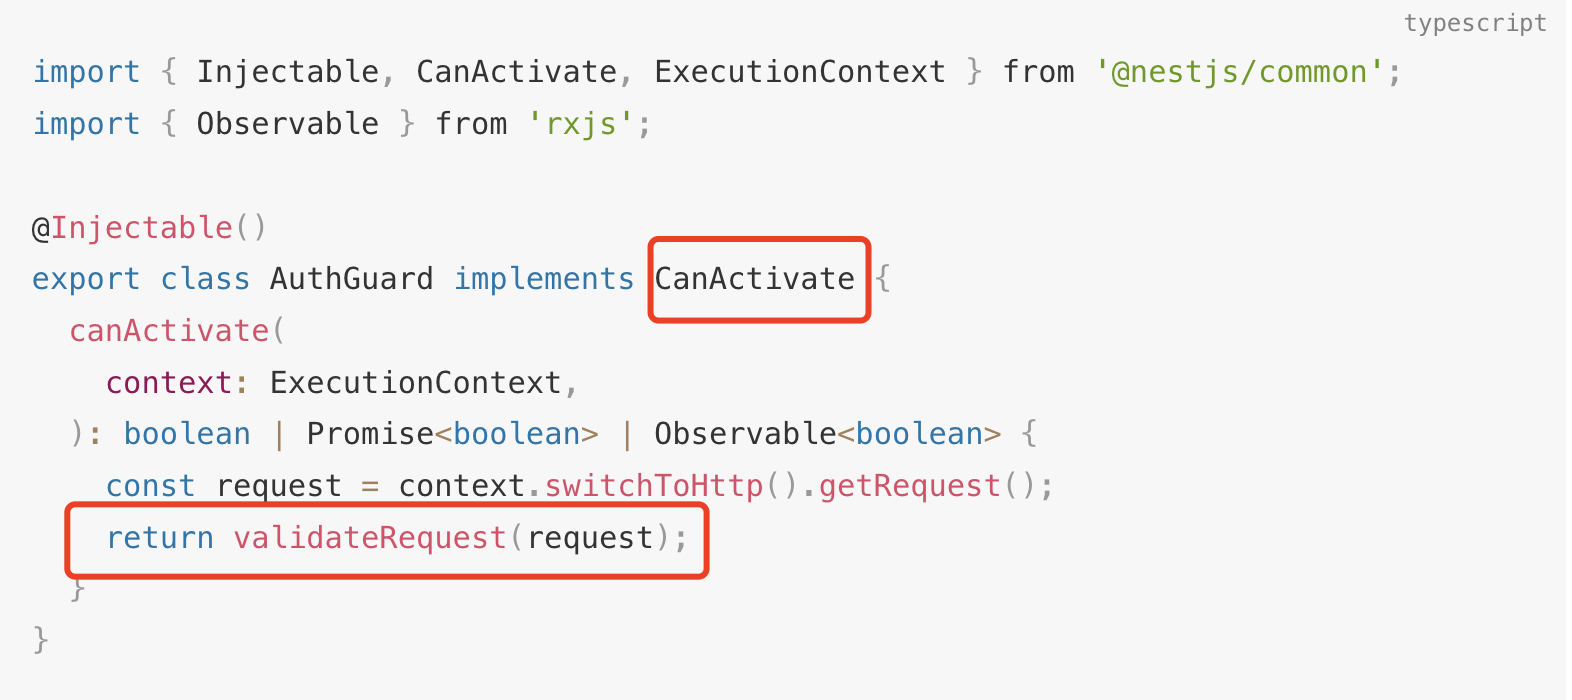 typescript
import { Injectable, CanActivate, ExecutionContext } from '@nestjs/common';
import { Observable } from 'rxjs';
@Injectable()
export class AuthGuard implements CanActivate {
  canActivate(
    context: ExecutionContext,
  ): boolean | Promise<boolean> | Observable<boolean> {
    const request = context.switchToHttp().getRequest();
    return validateRequest(request);
  }
}